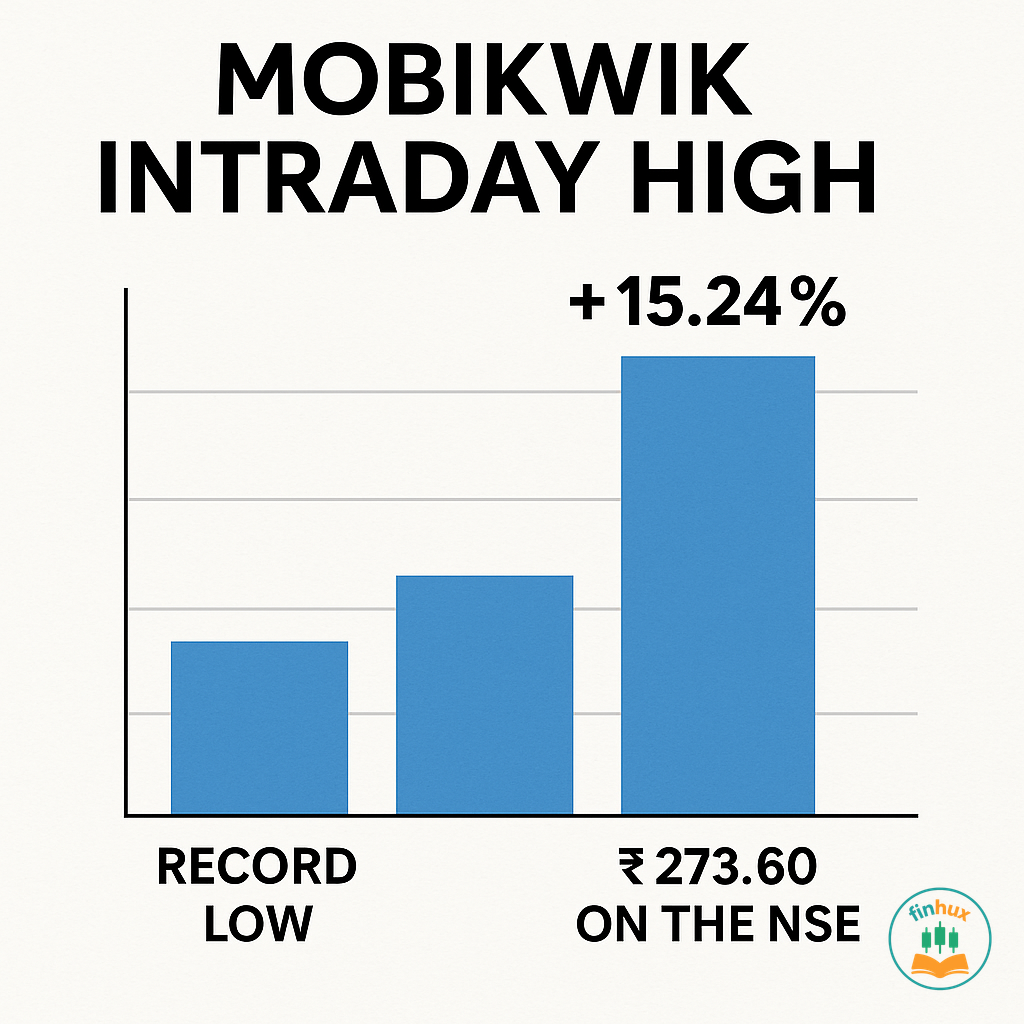 MOBIKWIK
INTRADAY HIGH
+15.24%
RECORD
LOW
₹273.60
ON THE NSE
finhux